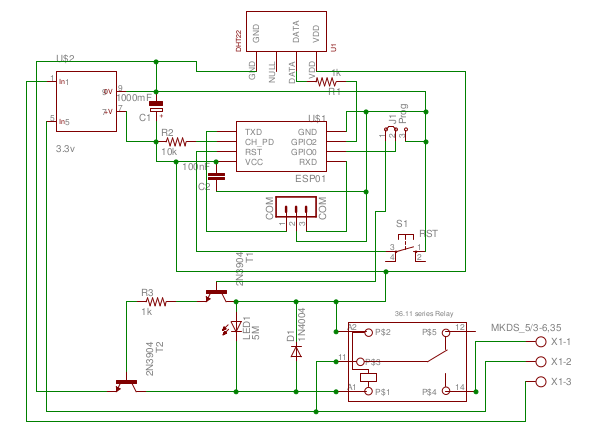 DHT22
GND
DATA
VDD
U1
GND
NULL
DATA
VDD
1k
R1
U$2
1
In1
9
0V
1000mF
C1
+
7
5
In5
3.3v
R2
10k
100nF
C2
U$1
TXD
GND
CH_PD
GPIO2
RST
GPIO0
VCC
RXD
ESP01
J1
Prog
1
2
3
COM
COM
1
2
3
S1
RST
3
1
4
2
2N3904
T1
R3
1k
LED1
5M
D1
1N4004
2N3904
T2
36.11 series Relay
A2
P$2
P$5
12
11
P$3
A1
P$1
P$4
14
MKDS_5/3-6,35
X1-1
X1-2
X1-3